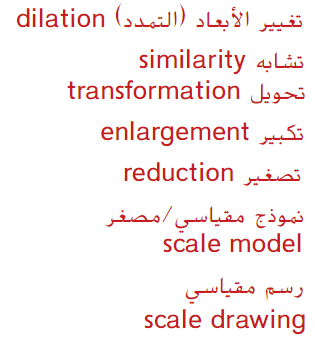 تغيير الأبعاد (التمدد) dilation
تشابه similarity
تحويل transformation
تكبير enlargement
تصغير reduction
نموذج مقياسي/مصغر
scale model
رسم مقياسي
scale drawing